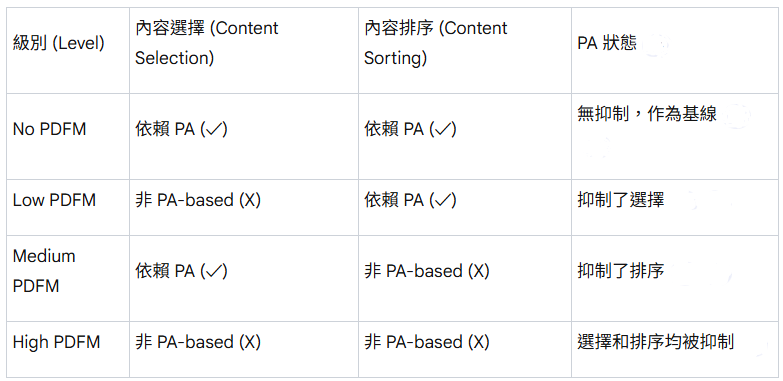 級別 (Level)
內容選擇 (Content
Selection)
內容排序 (Content
Sorting)
PA 狀態
No PDFM
依賴 PA (✓)
依賴 PA (✓)
無抑制，作為基線
Low PDFM
非 PA-based (X)
依賴 PA (✓)
抑制了選擇
Medium
PDFM
依賴 PA (✓)
非 PA-based (X)
抑制了排序
High PDFM
非 PA-based (X)
非 PA-based (X)
選擇和排序均被抑制